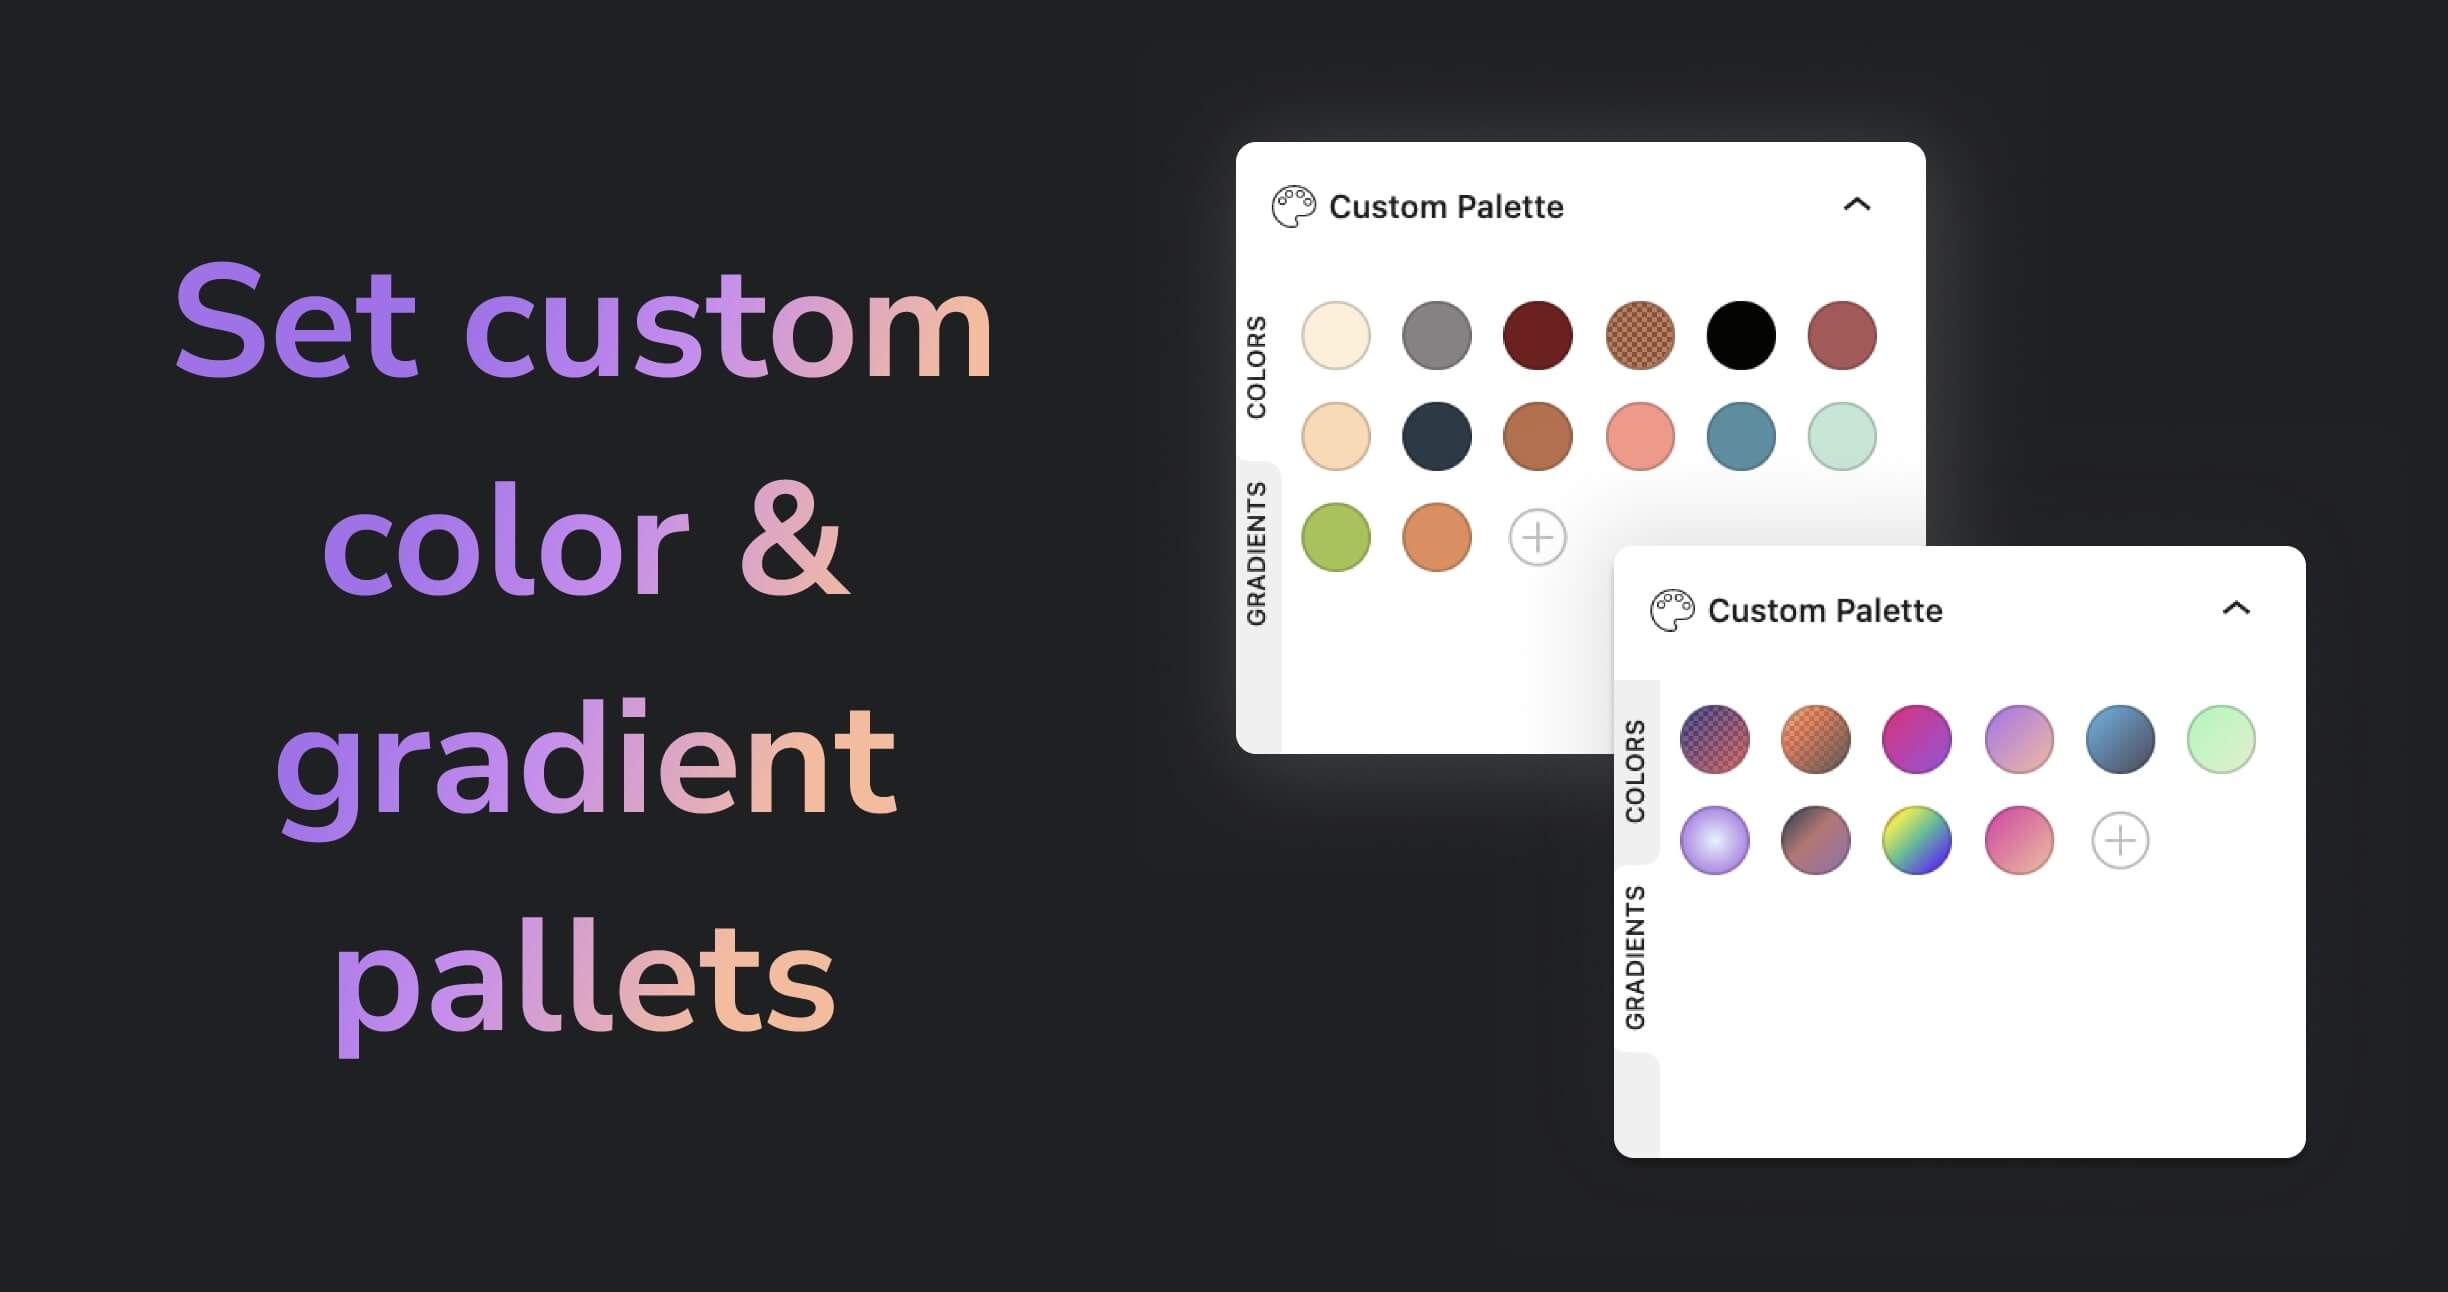 Set custom
color &
gradient
pallets
Custom Palette
COLORS
GRADIENTS
Custom Palette
COLORS
GRADIENTS